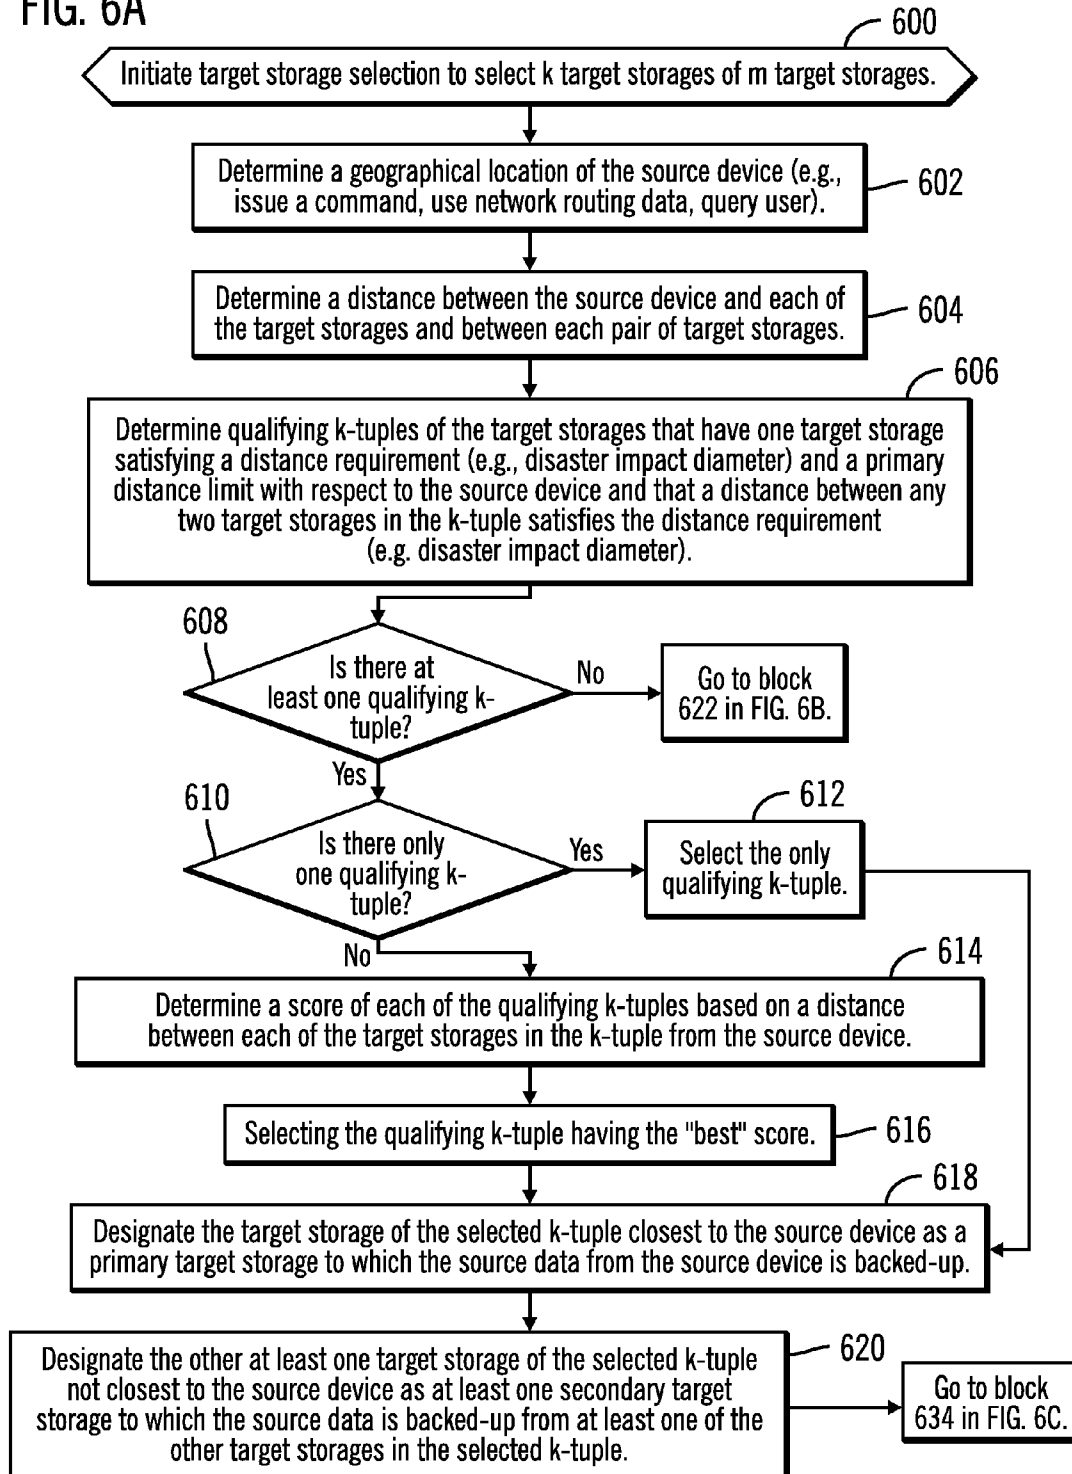 FIG. 6A
600
Initiate target storage selection to select k target storages of m target storages.
Determine a geographical location of the source device (e.g.,
issue a command, use network routing data, query user).
602
Determine a distance between the source device and each of
the target storages and between each pair of target storages.
604
606
Determine qualifying k-tuples of the target storages that have one target storage
satisfying a distance requirement (e.g., disaster impact diameter) and a primary
distance limit with respect to the source device and that a distance between any
two target storages in the k-tuple satisfies the distance requirement
(e.g. disaster impact diameter).
608
Is there at
least one qualifying k-
tuple?
No
Go to block
622 in FIG. 6B.
Yes
610
Is there only
one qualifying k-
tuple?
Yes
612
Select the only
qualifying k-tuple.
No
614
Determine a score of each of the qualifying k-tuples based on a distance
between each of the target storages in the k-tuple from the source device.
Selecting the qualifying k-tuple having the "best" score.
616
618
Designate the target storage of the selected k-tuple closest to the source device as a
primary target storage to which the source data from the source device is backed-up.
Designate the other at least one target storage of the selected k-tuple
not closest to the source device as at least one secondary target
storage to which the source data is backed-up from at least one of the
other target storages in the selected k-tuple.
620
Go to block
634 in FIG. 6C.